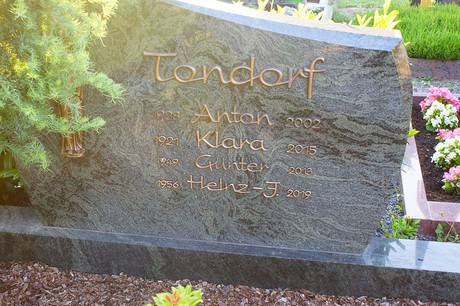 Tondorf
Anton 2002
1921 Klara 2015
1949 Günter 2013
1956 Heinz-J. 2019